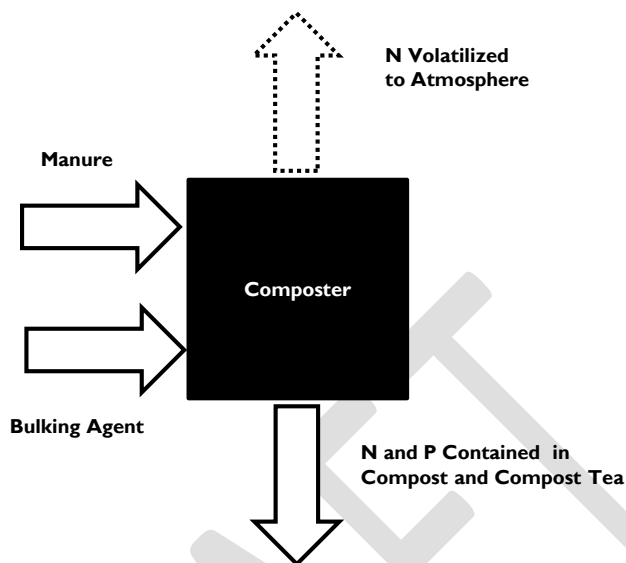 N Volatilized
to Atmosphere
Manure
Composter
Bulking Agent
N and P Contained in
Compost and Compost Tea